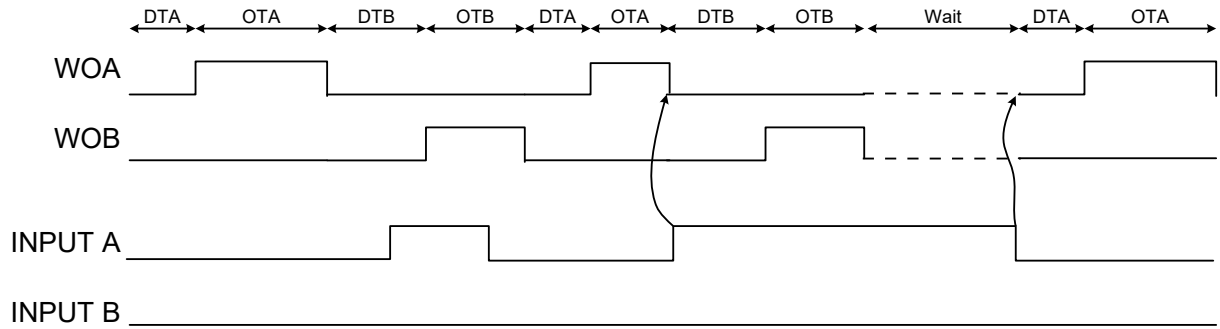 DTA OTA DTB OTB DTA OTA DTB OTB Wait DTA OTA
WOA
WOB
INPUT A
INPUT B